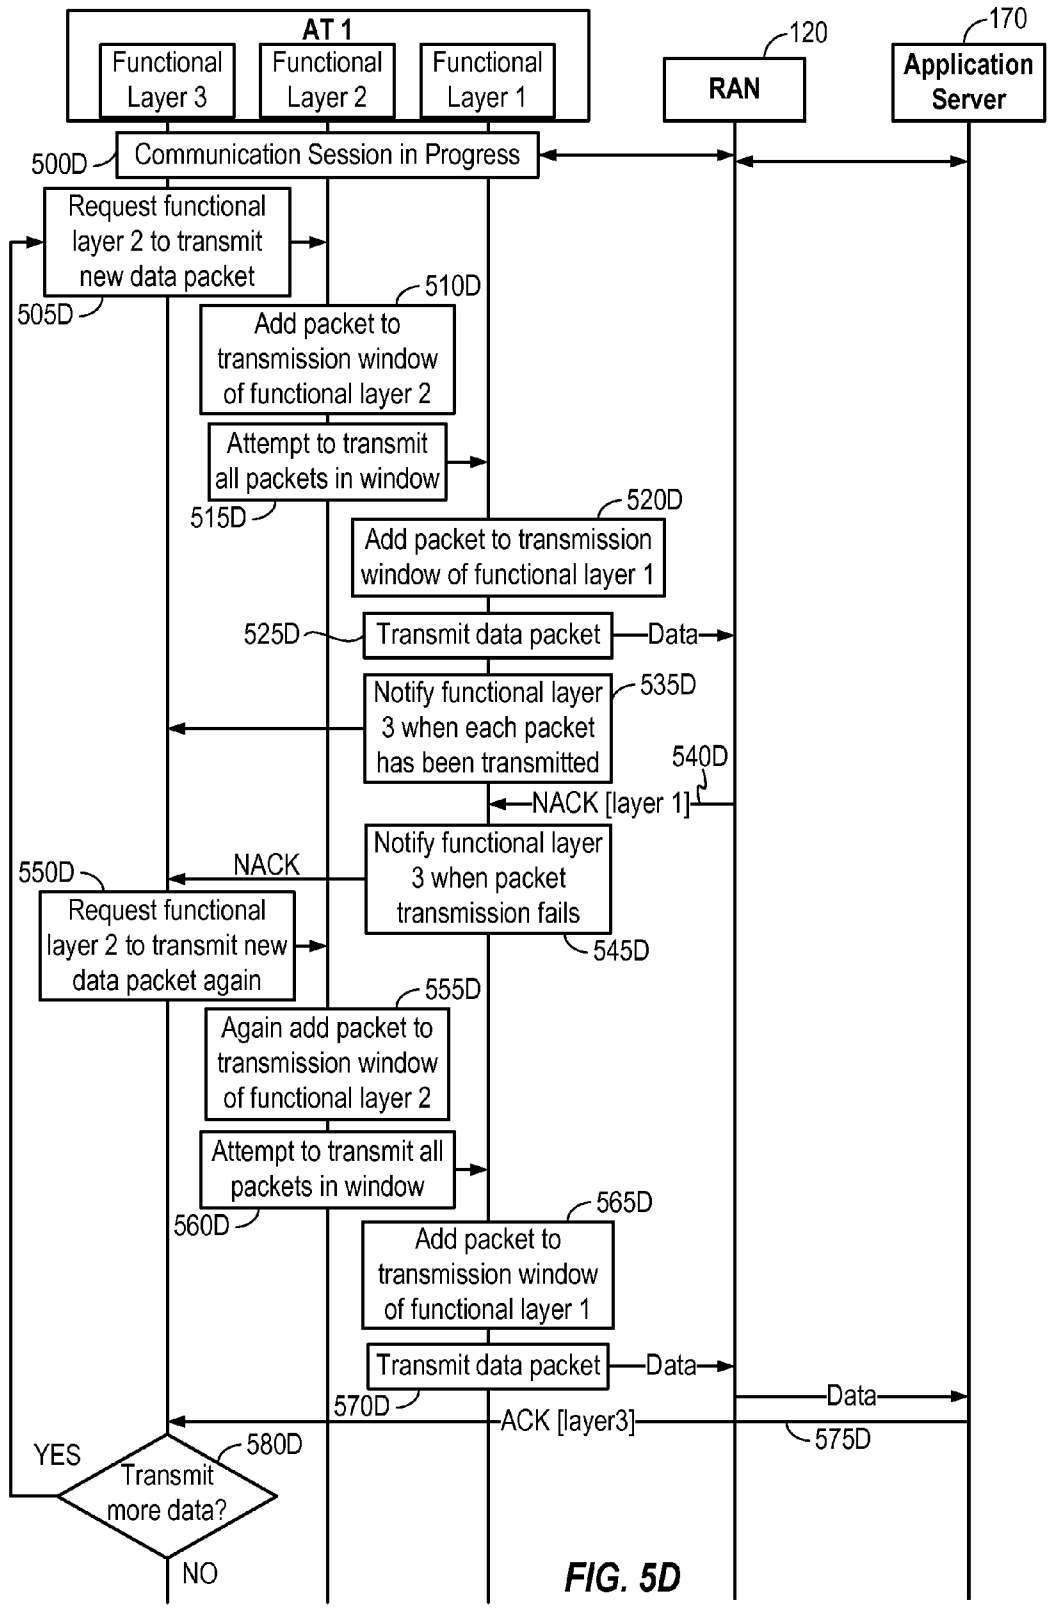 AT 1
Functional
Layer 3
Functional
Layer 2
Functional
Layer 1
120
RAN
170
Application
Server
500D
Communication Session in Progress
Request functional
layer 2 to transmit
new data packet
505D
510D
Add packet to
transmission window
of functional layer 2
Attempt to transmit
all packets in window
515D
520D
Add packet to transmission
window of functional layer 1
525D
Transmit data packet
Data
535D
Notify functional layer
3 when each packet
has been transmitted
540D
NACK [layer 1]
Notify functional layer
3 when packet
transmission fails
NACK
545D
550D
Request functional
layer 2 to transmit new
data packet again
555D
Again add packet to
transmission window
of functional layer 2
Attempt to transmit all
packets in window
560D
565D
Add packet to
transmission window
of functional layer 1
Transmit data packet
Data
570D
Data
ACK [layer3]
575D
580D
YES
Transmit
more data?
NO
FIG. 5D